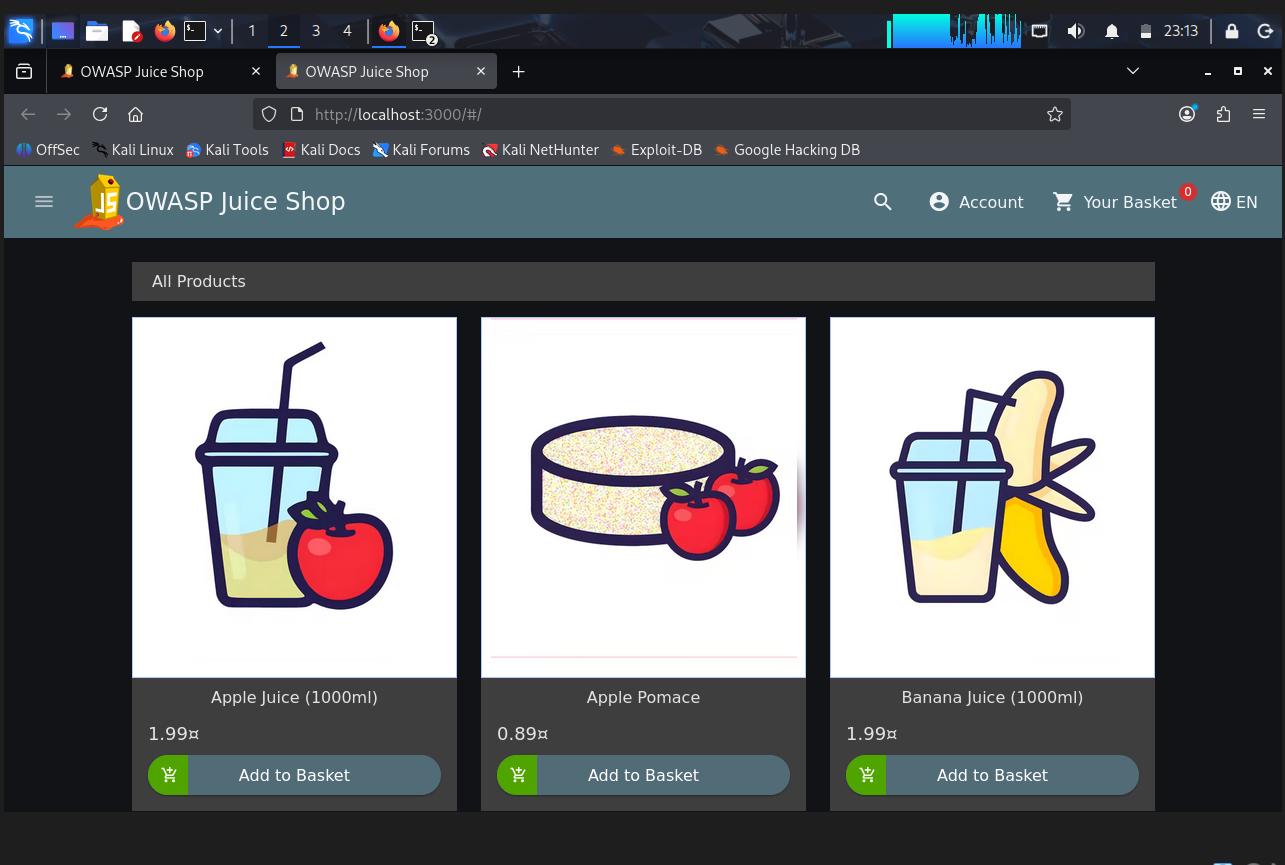 1 2 3 4 2 23:13
OWASP Juice Shop OWASP Juice Shop
http://localhost:3000/#/
OffSec Kali Linux Kali Tools Kali Docs Kali Forums Kali NetHunter Exploit-DB Google Hacking DB
JS OWASP Juice Shop Account Your Basket 0 EN
All Products
Apple Juice (1000ml) Apple Pomace Banana Juice (1000ml)
1.99¤ 0.89¤ 1.99¤
Add to Basket Add to Basket Add to Basket